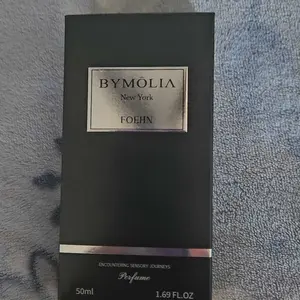 BYMOLIA
New York
FOEHN
ENCOUNTERING SENSORY JOURNEYS
Perfume
50ml 1.69 FL.OZ